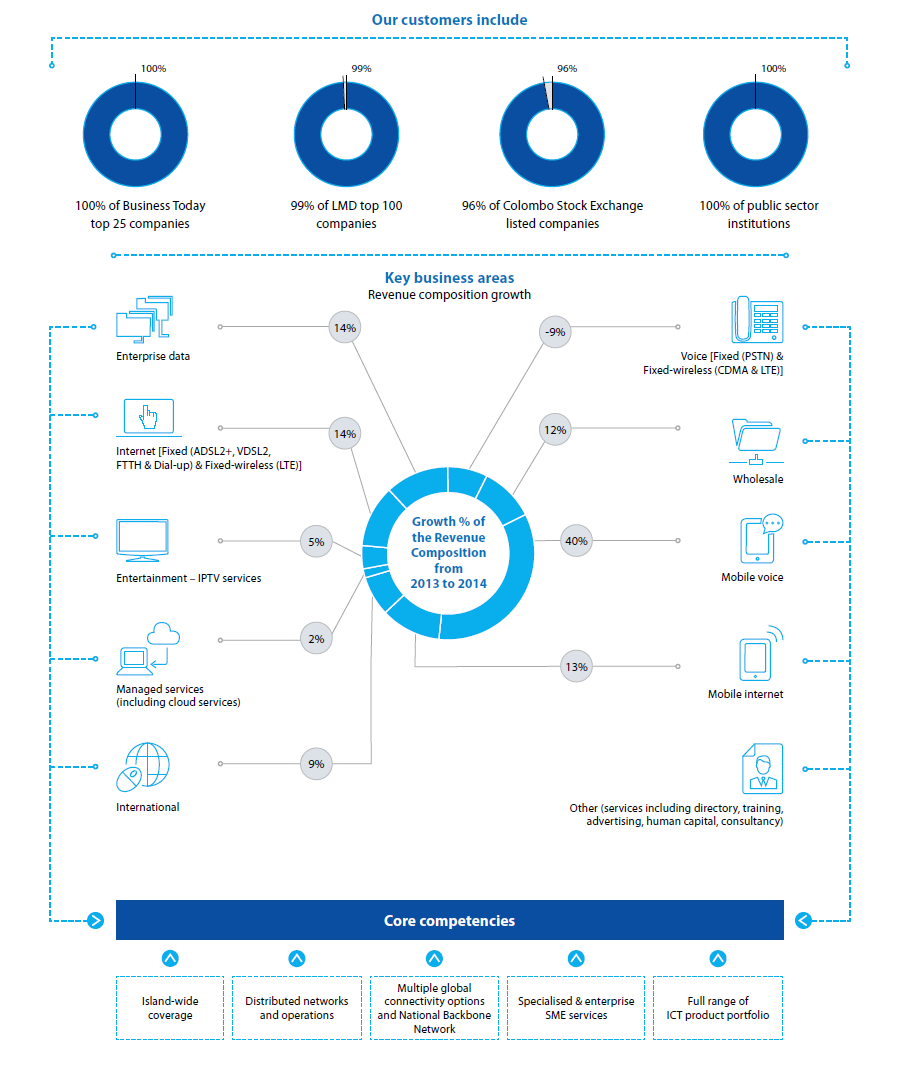 Our customers include
100%
99%
96%
100%
100% of Business Today
top 25 companies
99% of LMD top 100
companies
96% of Colombo Stock Exchange
listed companies
100% of public sector
institutions
Key business areas
Revenue composition growth
14%
Enterprise data
-9%
Voice [Fixed (PSTN) &
Fixed-wireless (CDMA & LTE)]
14%
Internet [Fixed (ADSL2+, VDSL2,
FTTH & Dial-up) & Fixed-wireless (LTE)]
12%
Wholesale
Growth % of
the Revenue
Composition
from
2013 to 2014
5%
Entertainment – IPTV services
40%
Mobile voice
2%
Managed services
(including cloud services)
13%
Mobile internet
9%
International
Other (services including directory, training,
advertising, human capital, consultancy)
Core competencies
Island-wide
coverage
Distributed networks
and operations
Multiple global
connectivity options
and National Backbone
Network
Specialised & enterprise
SME services
Full range of
ICT product portfolio